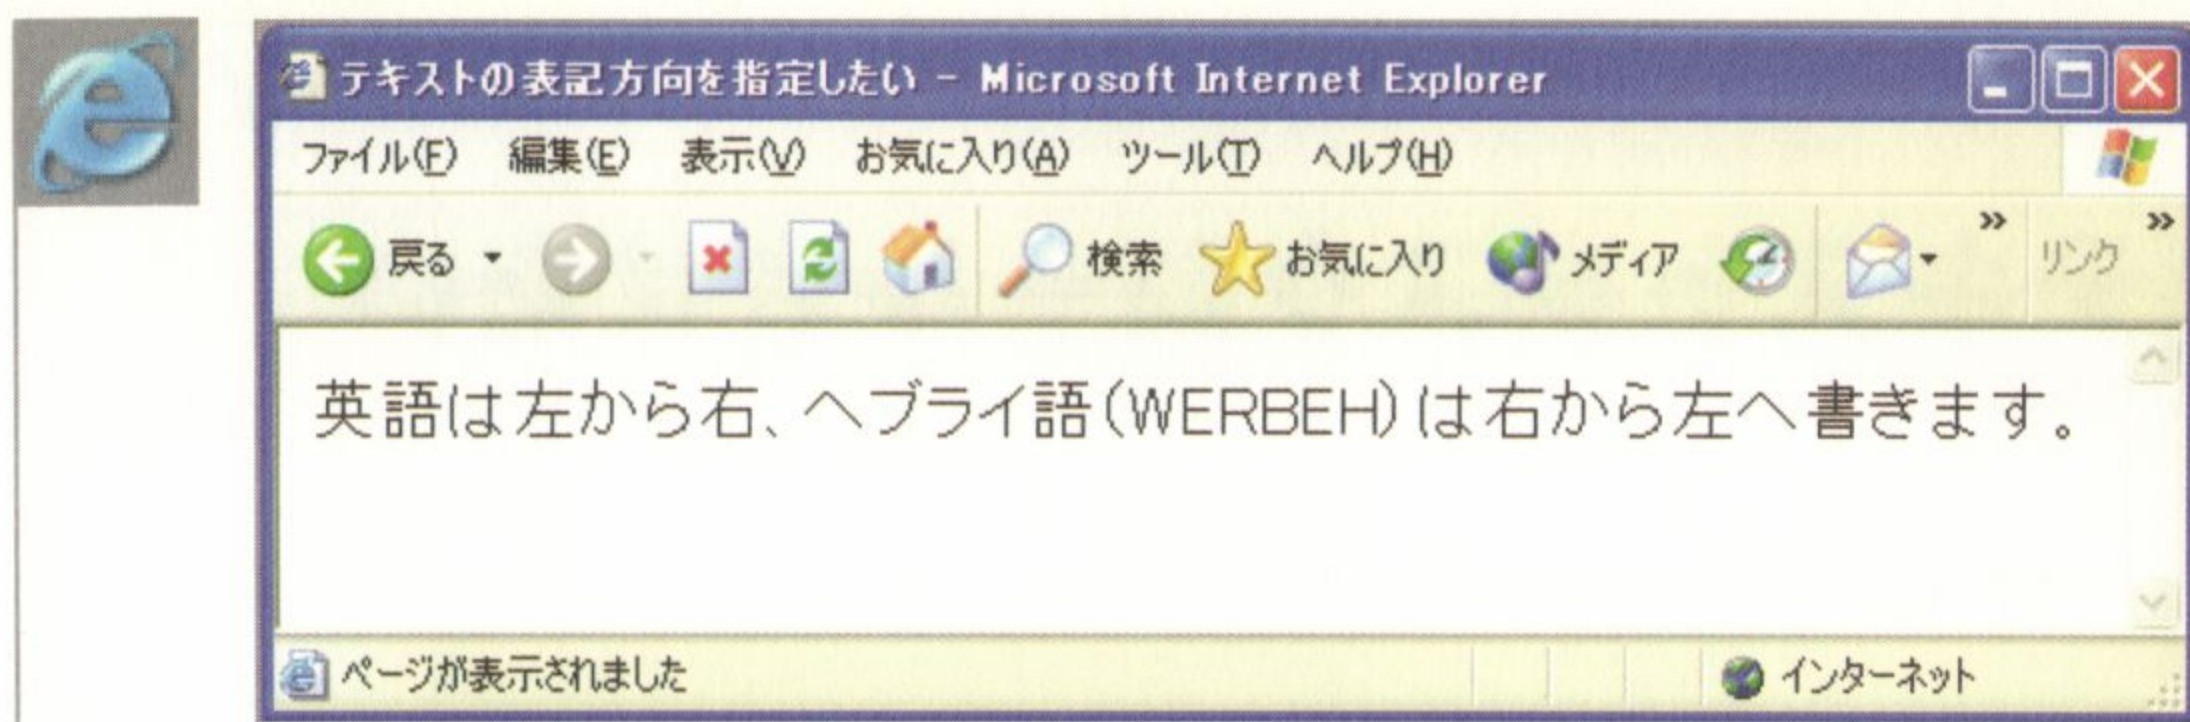 テキストの表記方向を指定したい - Microsoft Internet Explorer
ファイル(F) 編集(E) 表示(V) お気に入り(A) ツール(T) ヘルプ(H)
戻る 検索 お気に入り メディア » リンク »
英語は左から右、ヘブライ語(WERBEH)は右から左へ書きます。
ページが表示されました インターネット